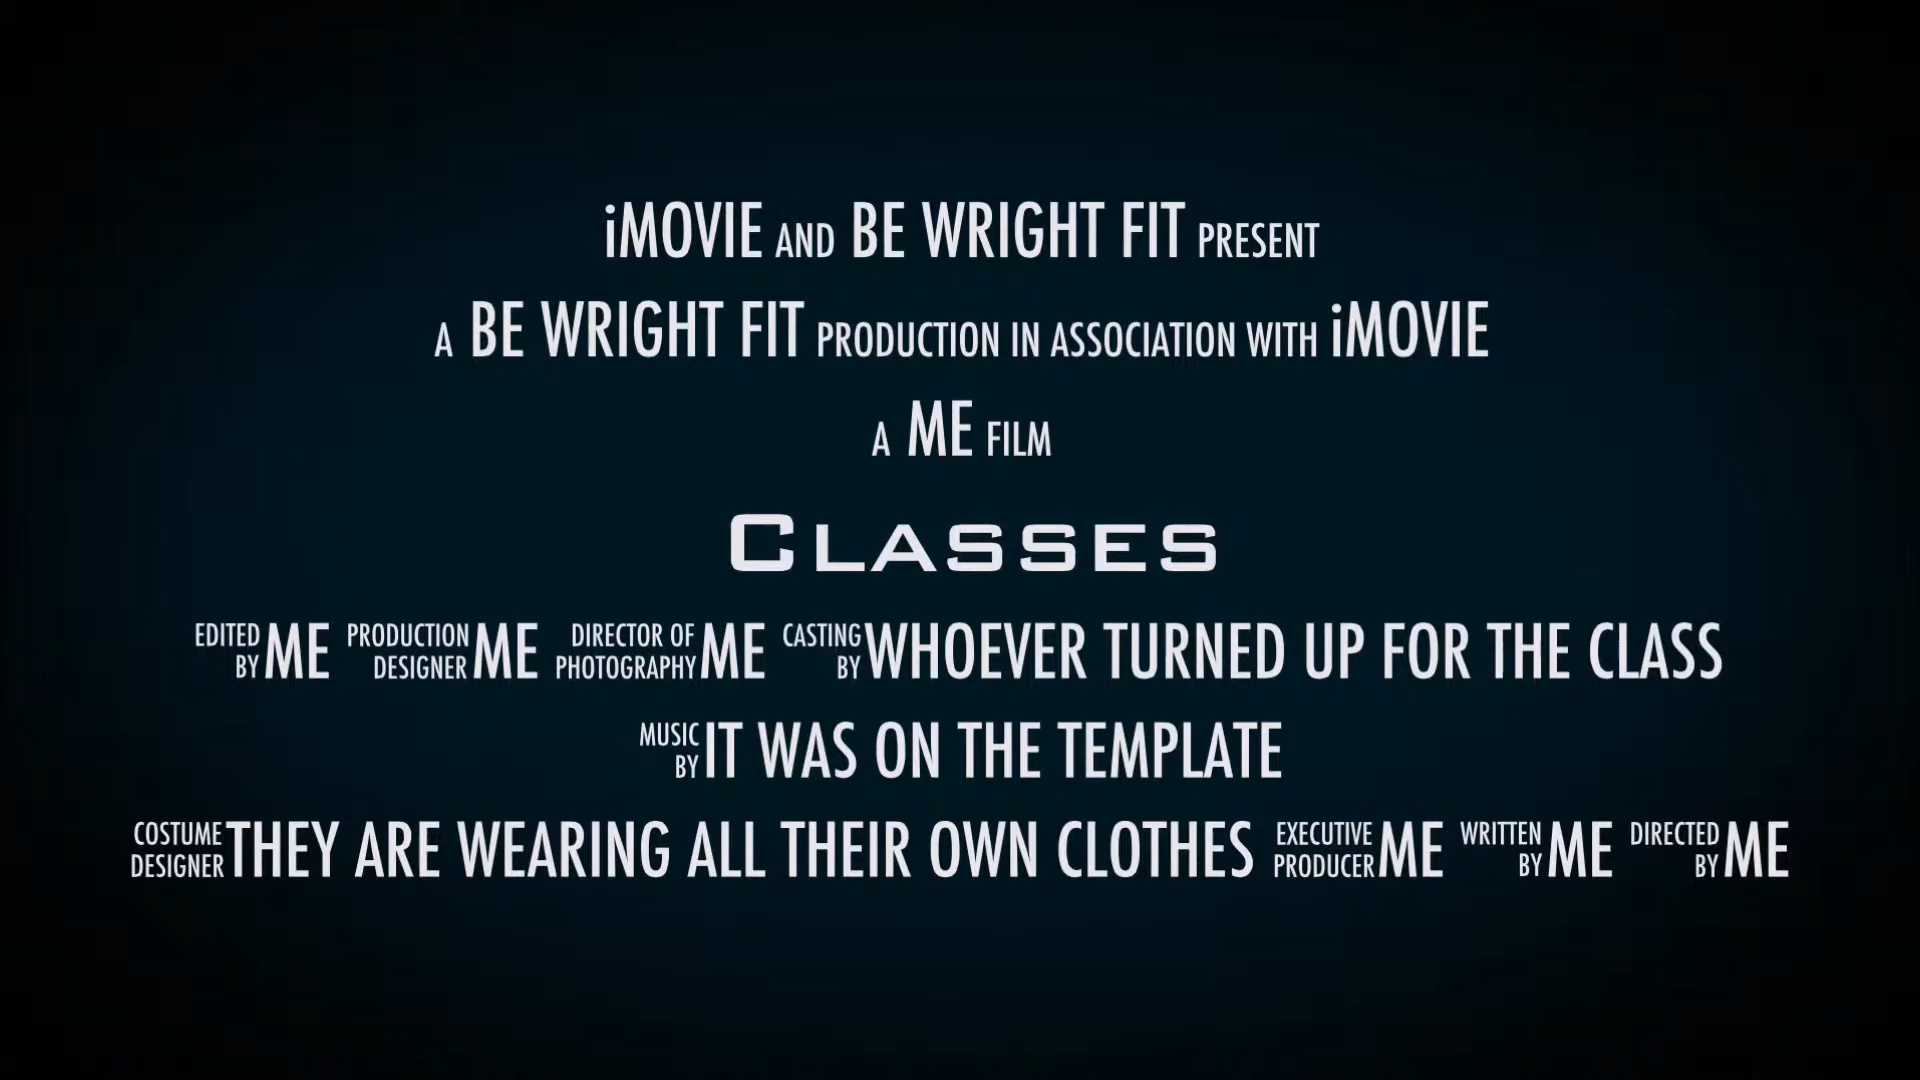 iMOVIE AND BE WRIGHT FIT PRESENT
A BE WRIGHT FIT PRODUCTION IN ASSOCIATION WITH iMOVIE
A ME FILM
CLASSES
EDITED BY ME PRODUCTION DESIGNER ME DIRECTOR OF PHOTOGRAPHY ME CASTING BY WHOEVER TURNED UP FOR THE CLASS
MUSIC BY IT WAS ON THE TEMPLATE
COSTUME DESIGNER THEY ARE WEARING ALL THEIR OWN CLOTHES EXECUTIVE PRODUCER ME WRITTEN BY ME DIRECTED BY ME